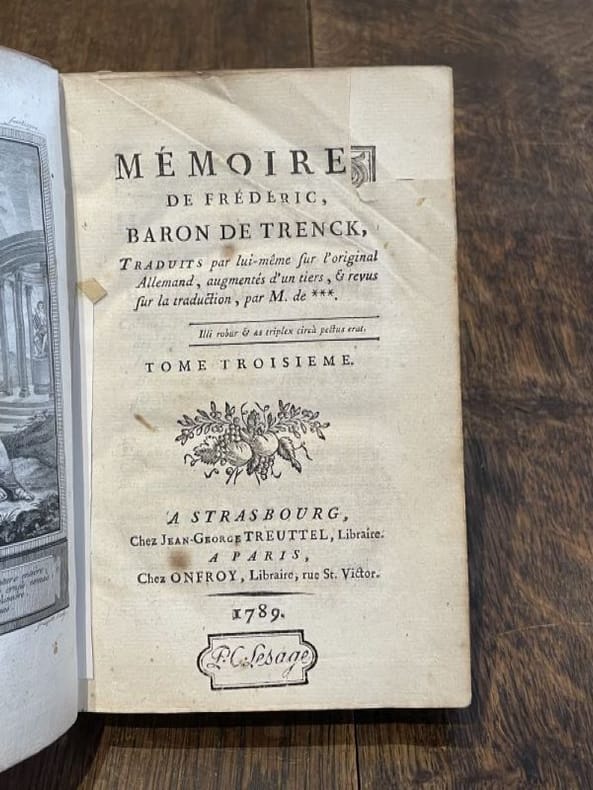 MÉMOIRE
DE FRÉDERIC,
BARON DE TRENCK,
TRADUITS par lui-même ſur l'original
Allemand, augmentés d'un tiers, & revus
ſur la traduction, par M. de ***.
Illi robur & æs triplex circà pectus erat.
TOME TROISIEME.
A STRASBOURG,
Chez JEAN-GEORGE TREUTTEL, Libraire.
A PARIS,
Chez ONFROY, Libraire, rue St. Victor.
1789.
P.C. Lesage